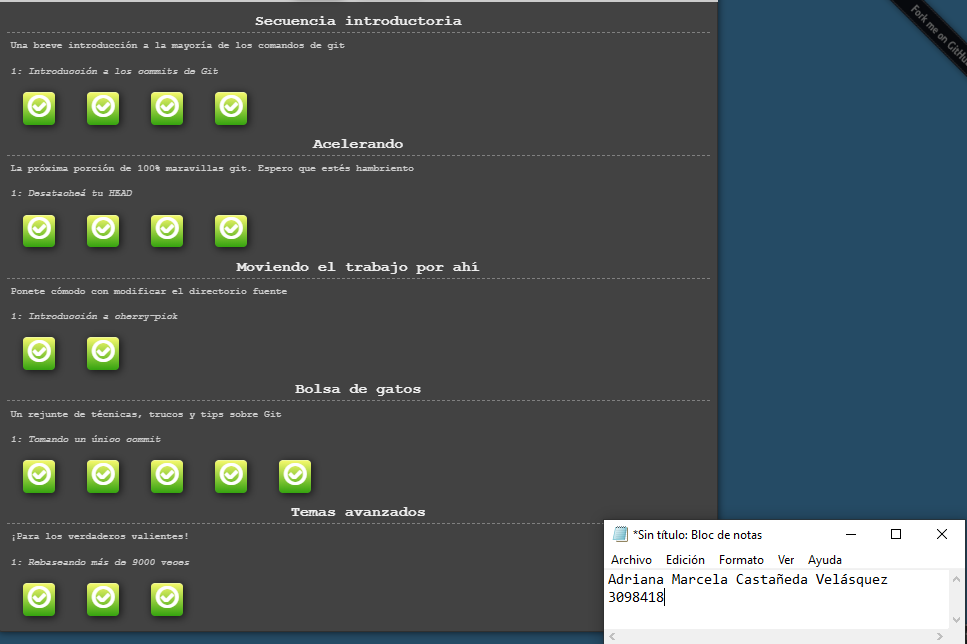 Secuencia introductoria
Una breve introducción a la mayoría de los comandos de git
1: Introducción a los commits de Git
Acelerando
La próxima porción de 100% maravillas git. Espero que estés hambriento
1: Desatacheá tu HEAD
Moviendo el trabajo por ahí
Ponete cómodo con modificar el directorio fuente
1: Introducción a cherry-pick
Bolsa de gatos
Un rejunte de técnicas, trucos y tips sobre Git
1: Tomando un único commit
Temas avanzados
¡Para los verdaderos valientes!
1: Rebaseando más de 9000 veces
Fork me on GitHu
*Sin título: Bloc de notas
Archivo Edición Formato Ver Ayuda
Adriana Marcela Castañeda Velásquez
3098418